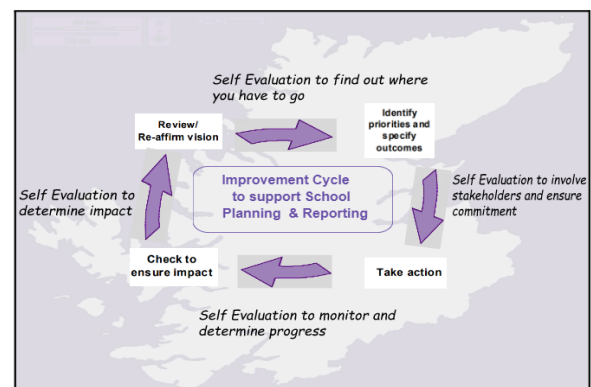 Self Evaluation to find out where
you have to go
Review/
Re-affirm vision
Identify
priorities and
specify
outcomes
Improvement Cycle
to support School
Planning & Reporting
Self Evaluation to
determine impact
Self Evaluation to involve
stakeholders and ensure
commitment
Check to
ensure impact
Take action
Self Evaluation to monitor and
determine progress